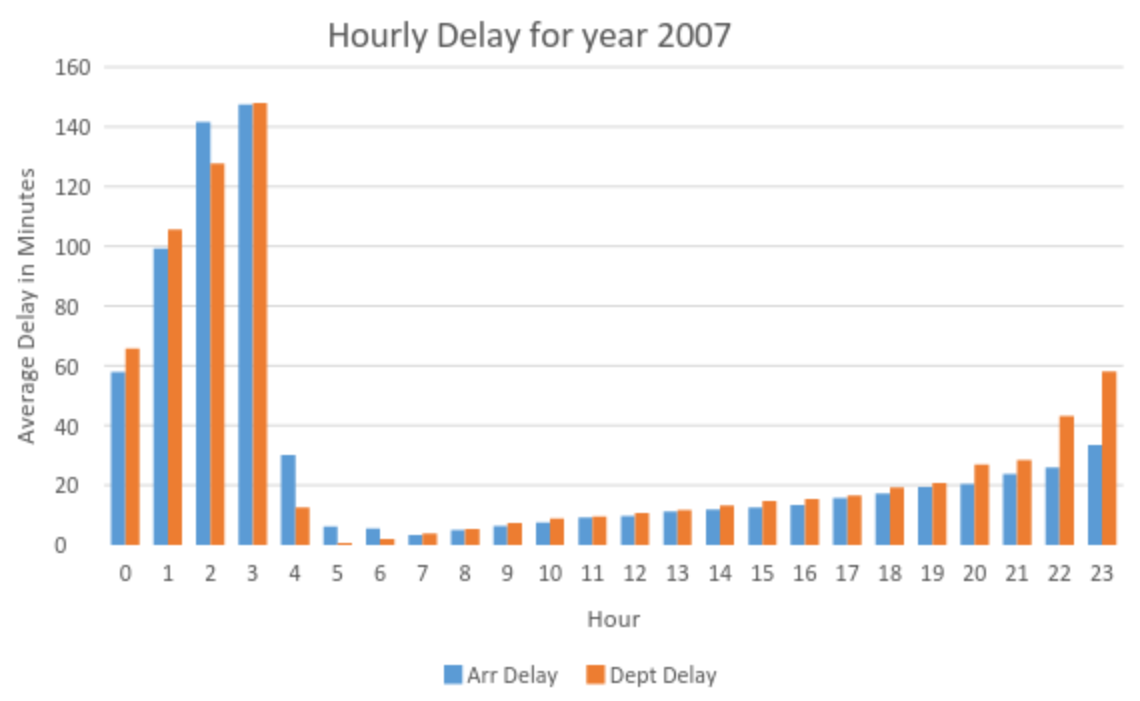 Hourly Delay for year 2007
160
140
120
100
80
60
40
20
0
Average Delay in Minutes
0 1 2 3 4 5 6 7 8 9 10 11 12 13 14 15 16 17 18 19 20 21 22 23
Hour
Arr Delay Dept Delay